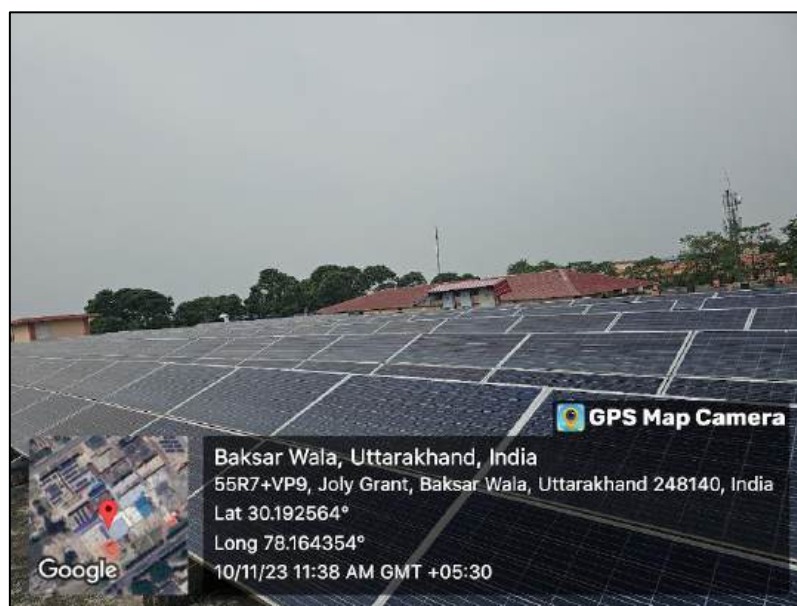 GPS Map Camera
Baksar Wala, Uttarakhand, India
55R7+VP9, Joly Grant, Baksar Wala, Uttarakhand 248140, India
Lat 30.192564°
Long 78.164354°
10/11/23 11:38 AM GMT +05:30
Google